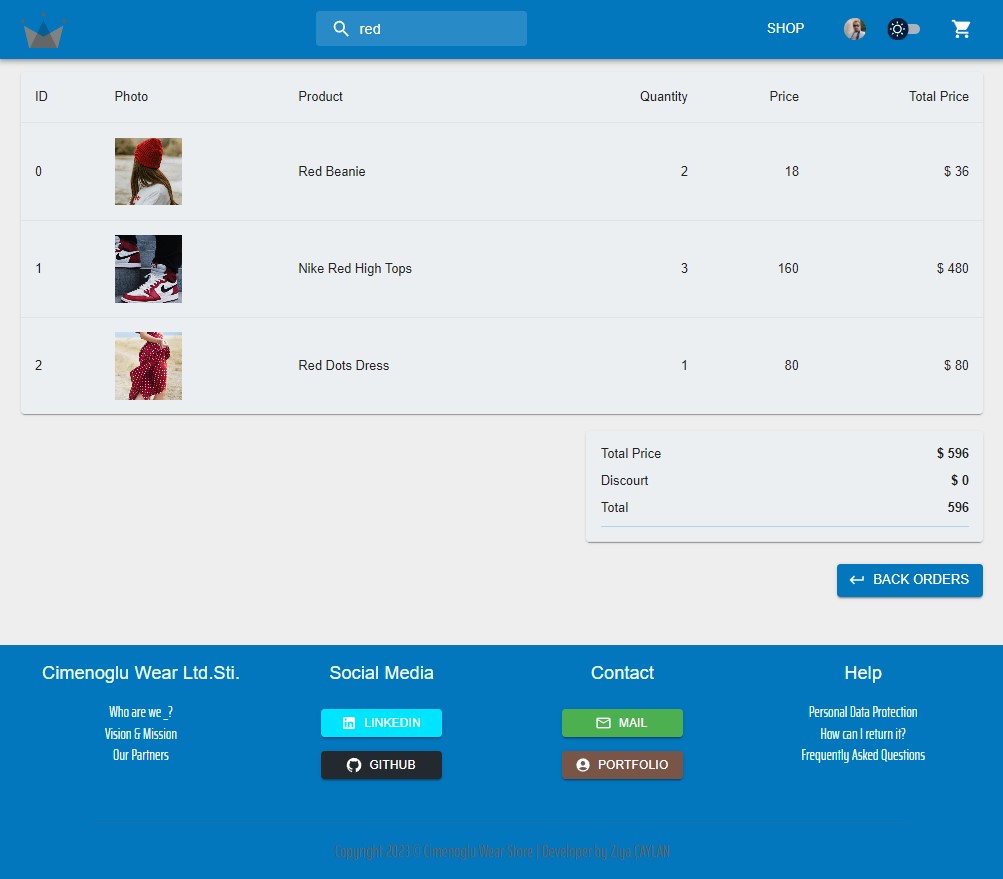 red
SHOP
ID Photo Product Quantity Price Total Price
0 Red Beanie 2 18 $ 36
1 Nike Red High Tops 3 160 $ 480
2 Red Dots Dress 1 80 $ 80
Total Price $ 596
Discourt $ 0
Total 596
BACK ORDERS
Cimenoglu Wear Ltd.Sti.
Who are we _?
Vision & Mission
Our Partners
Social Media
LINKEDIN
GITHUB
Contact
MAIL
PORTFOLIO
Help
Personal Data Protection
How can I return it?
Frequently Asked Questions
Copyright 2023 © Cimenoglu Wear Store | Developer by Ziya CAYLAN